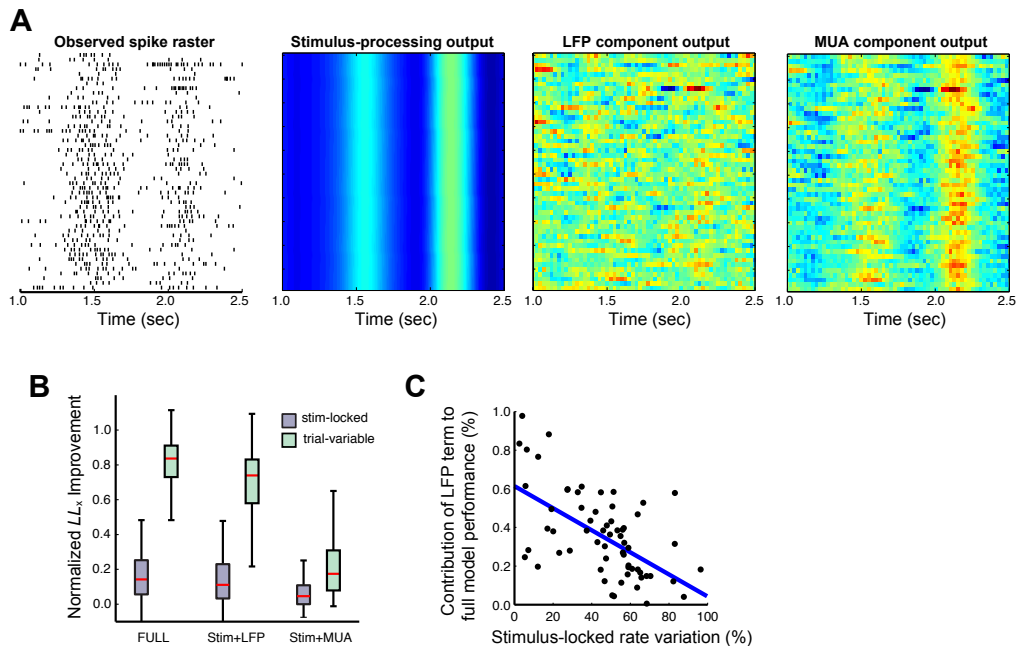 A
Observed spike raster
Stimulus-processing output
LFP component output
MUA component output
1.0 1.5 2.0 2.5
1.0 1.5 2.0 2.5
1.0 1.5 2.0 2.5
1.0 1.5 2.0 2.5
Time (sec)
Time (sec)
Time (sec)
Time (sec)
B
Normalized LLx Improvement
1.0
0.8
0.6
0.4
0.2
0.0
stim-locked
trial-variable
FULL
Stim+LFP
Stim+MUA
C
Contribution of LFP term to
full model performance (%)
1.0
0.8
0.6
0.4
0.2
0
0 20 40 60 80 100
Stimulus-locked rate variation (%)